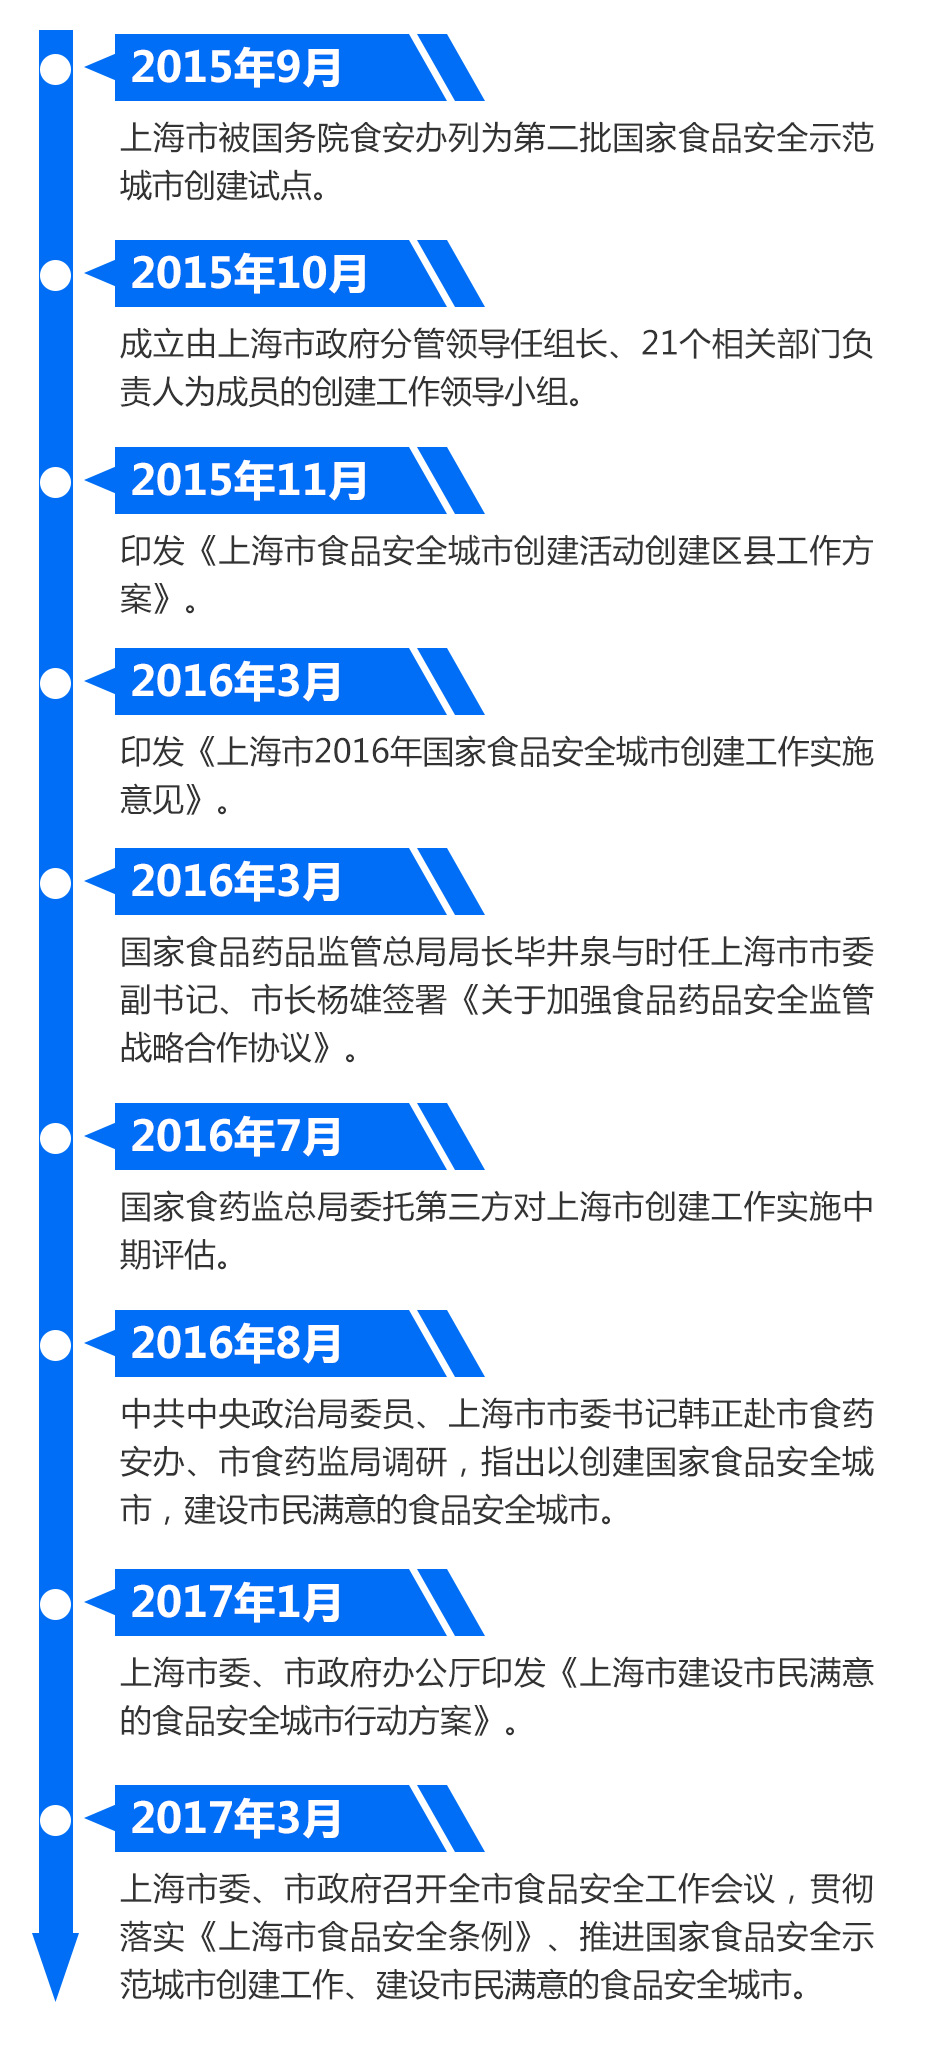 2015年9月
上海市被国务院食安办列为第二批国家食品安全示范
城市创建试点。
2015年10月
成立由上海市政府分管领导任组长、21个相关部门负
责人为成员的创建工作领导小组。
2015年11月
印发《上海市食品安全城市创建活动创建区县工作方
案》。
2016年3月
印发《上海市2016年国家食品安全城市创建工作实施
意见》。
2016年3月
国家食品药品监管总局局长毕井泉与时任上海市市委
副书记、市长杨雄签署《关于加强食品药品安全监管
战略合作协议》。
2016年7月
国家食药监总局委托第三方对上海市创建工作实施中
期评估。
2016年8月
中共中央政治局委员、上海市市委书记韩正赴市食药
安办、市食药监局调研，指出以创建国家食品安全城
市，建设市民满意的食品安全城市。
2017年1月
上海市委、市政府办公厅印发《上海市建设市民满意
的食品安全城市行动方案》。
2017年3月
上海市委、市政府召开全市食品安全工作会议，贯彻
落实《上海市食品安全条例》、推进国家食品安全示
范城市创建工作、建设市民满意的食品安全城市。